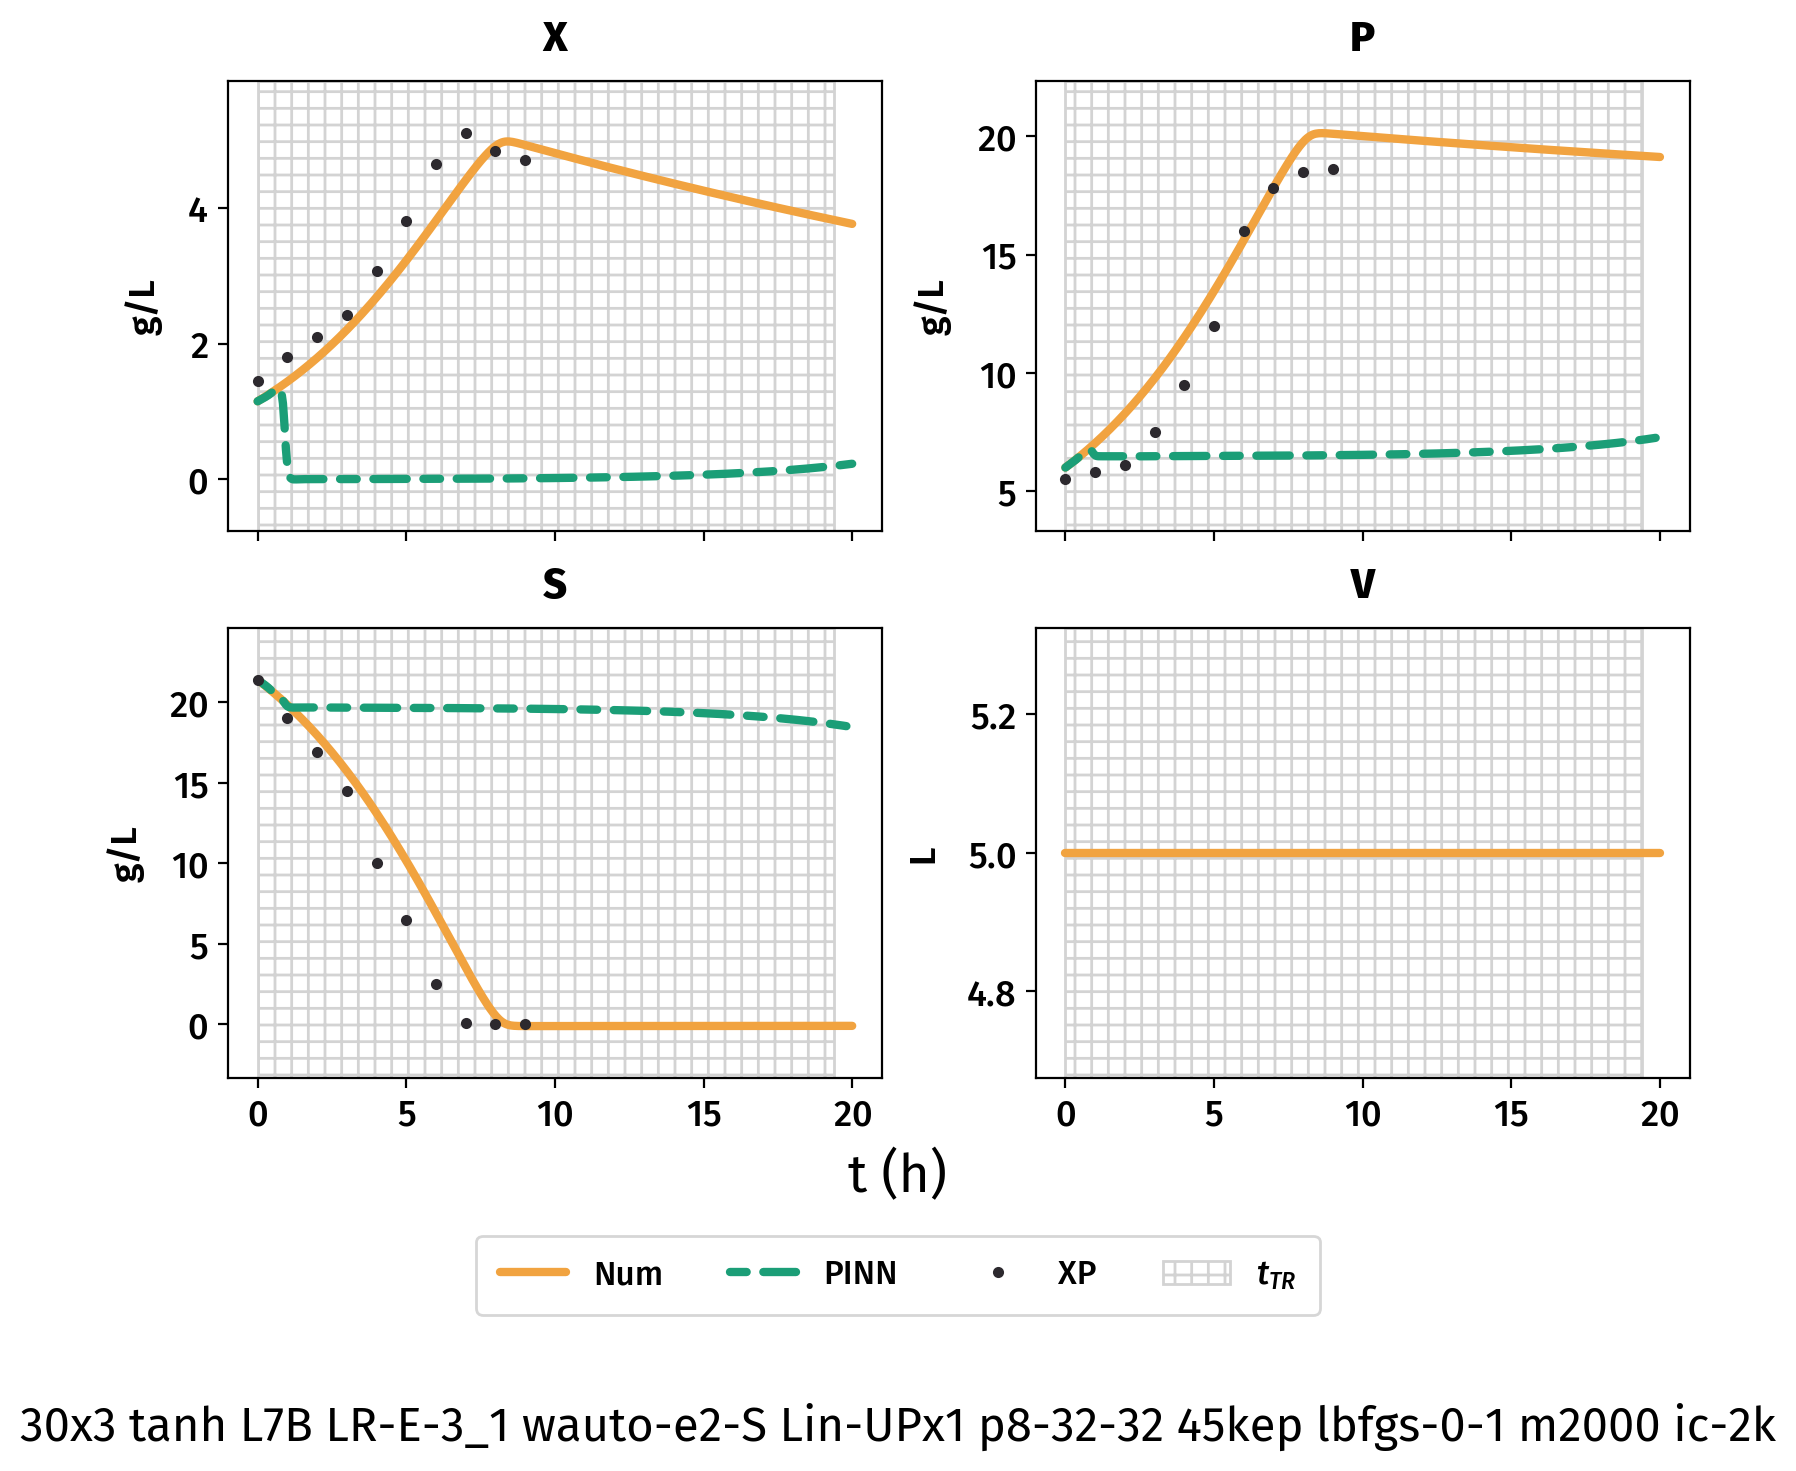 X
P
4
2
0
g/L
20
15
10
5
g/L
S
V
20
15
10
5
0
g/L
5.2
5.0
4.8
L
0 5 10 15 20
0 5 10 15 20
t (h)
Num PINN XP tTR
30x3 tanh L7B LR-E-3_1 wauto-e2-S Lin-UPx1 p8-32-32 45kep lbfgs-0-1 m2000 ic-2k